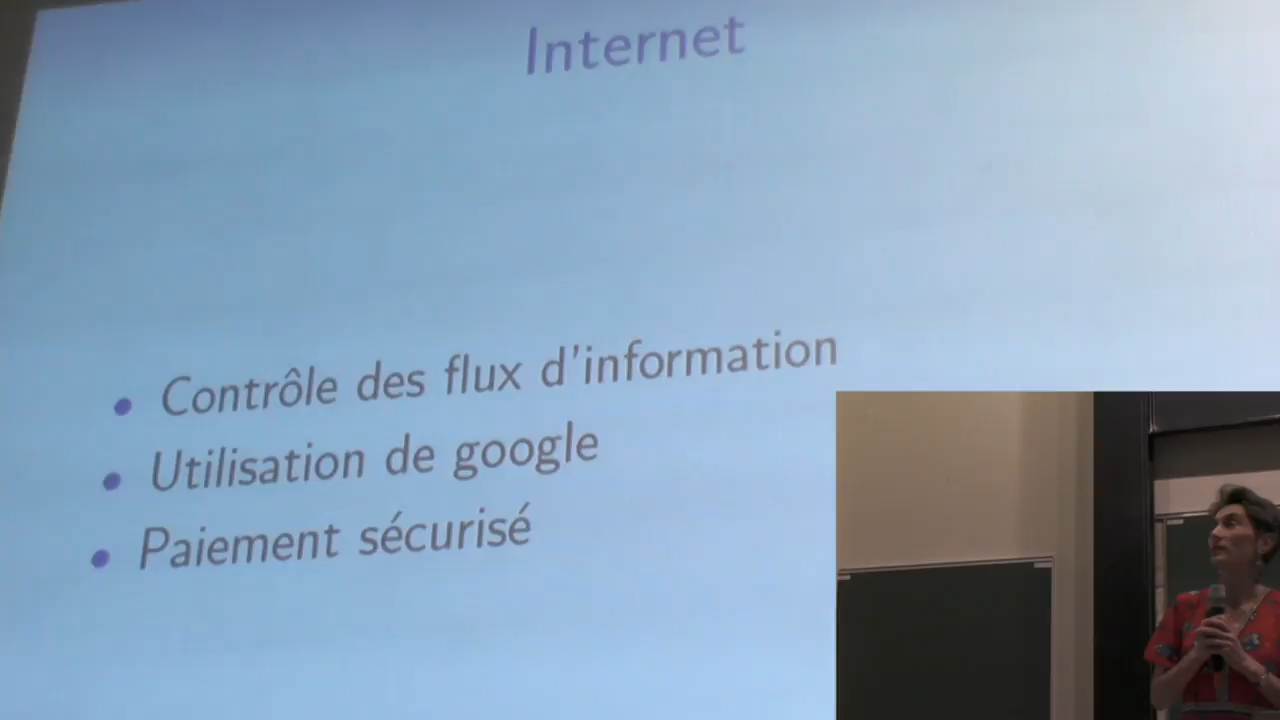 Internet
Contrôle des flux d'information
Utilisation de google
Paiement sécurisé